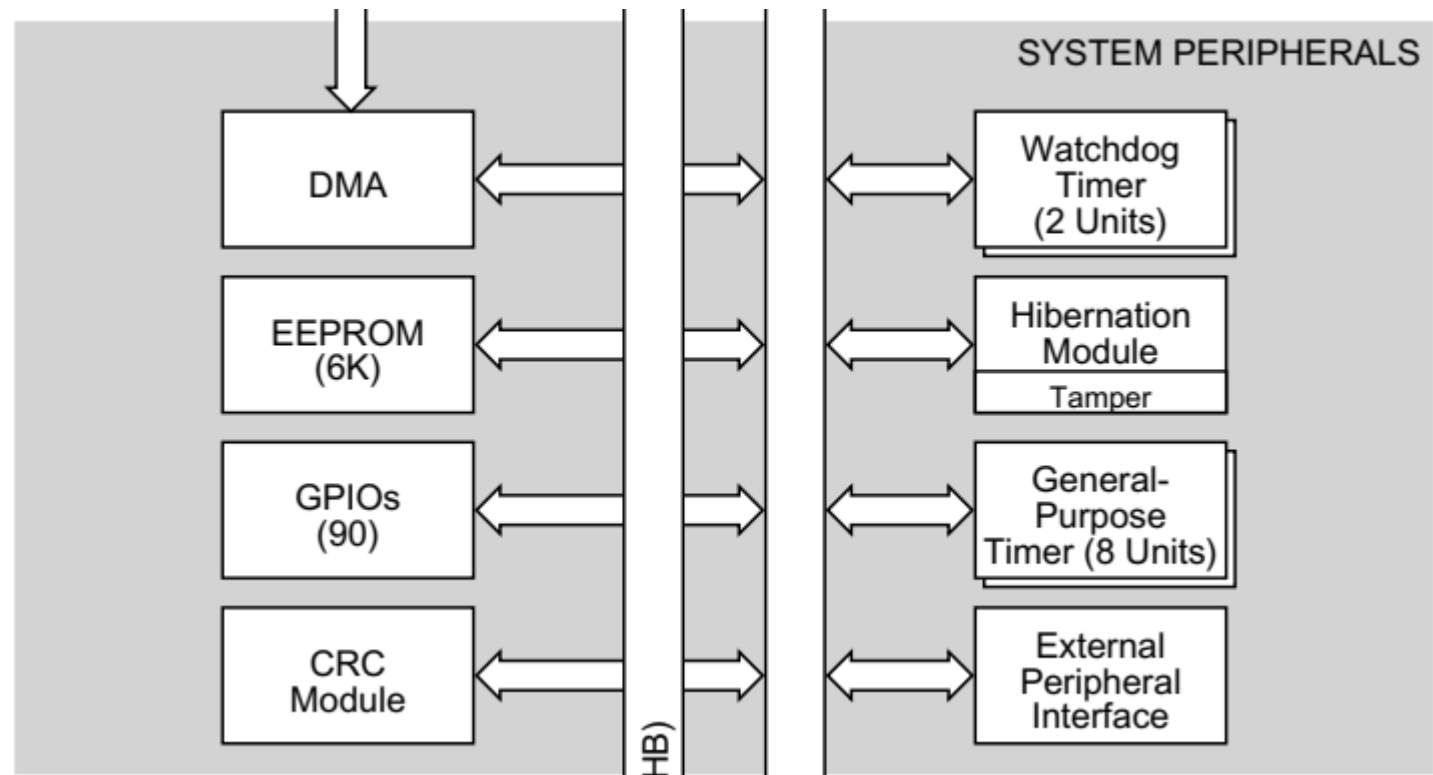 SYSTEM PERIPHERALS
DMA
Watchdog
Timer
(2 Units)
EEPROM
(6K)
Hibernation
Module
Tamper
GPIOs
(90)
General-
Purpose
Timer (8 Units)
CRC
Module
External
Peripheral
Interface
HB)